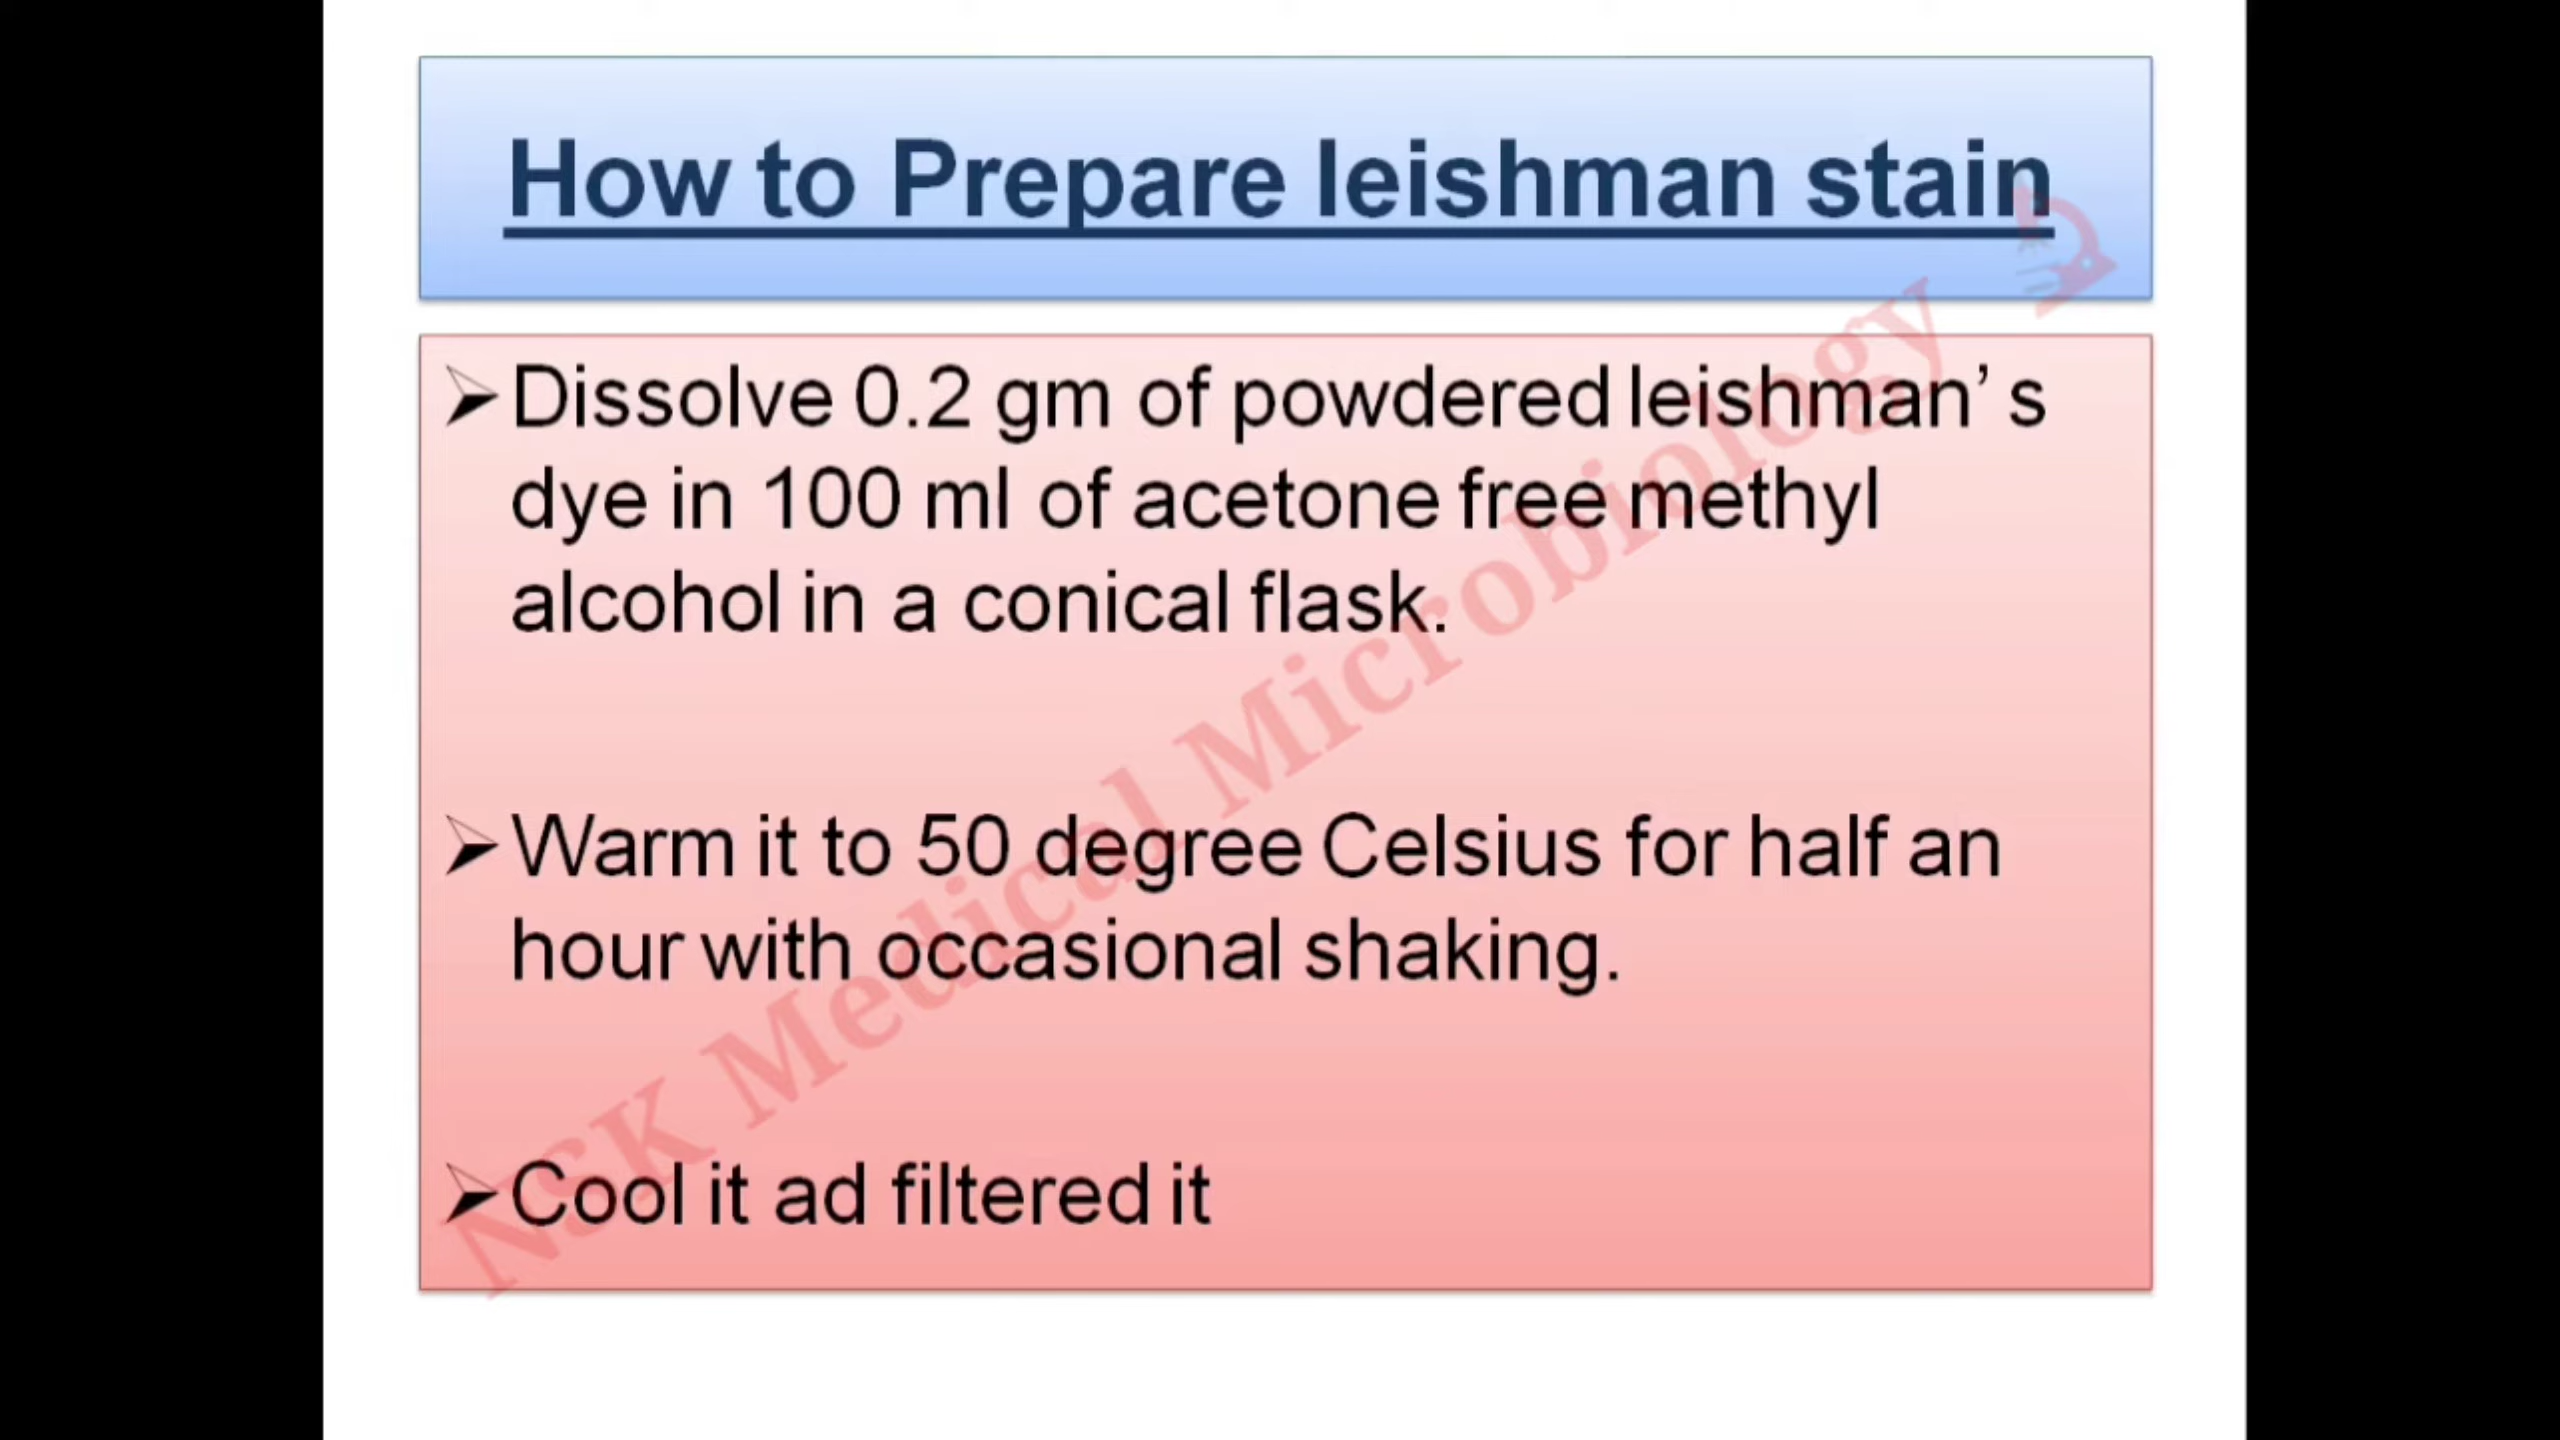 How to Prepare leishman stain
Dissolve 0.2 gm of powdered leishman's
dye in 100 ml of acetone free methyl
alcohol in a conical flask.
Warm it to 50 degree Celsius for half an
hour with occasional shaking.
Cool it ad filtered it
NSK Medical Microbiology